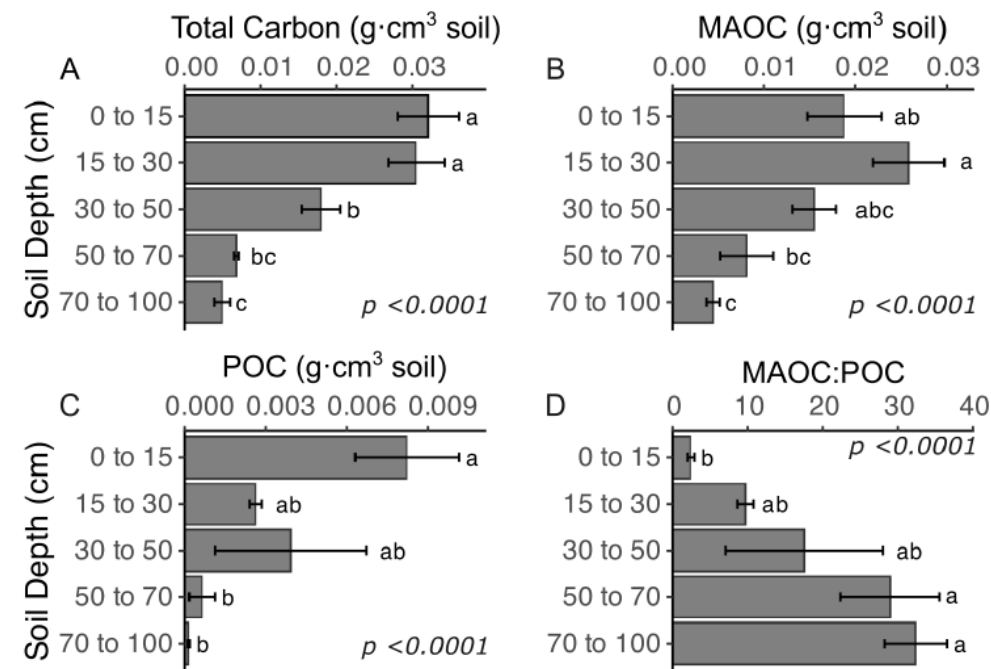 Total Carbon (g·cm³ soil)
A
0.00 0.01 0.02 0.03
Soil Depth (cm)
0 to 15 a
15 to 30 a
30 to 50 b
50 to 70 bc
70 to 100 c
p <0.0001
MAOC (g·cm³ soil)
B
0.00 0.01 0.02 0.03
0 to 15 ab
15 to 30 a
30 to 50 abc
50 to 70 bc
70 to 100 c
p <0.0001
POC (g·cm³ soil)
C
0.000 0.003 0.006 0.009
Soil Depth (cm)
0 to 15 a
15 to 30 ab
30 to 50 ab
50 to 70 b
70 to 100 b
p <0.0001
MAOC:POC
D
0 10 20 30 40
p <0.0001
0 to 15 b
15 to 30 ab
30 to 50 ab
50 to 70 a
70 to 100 a